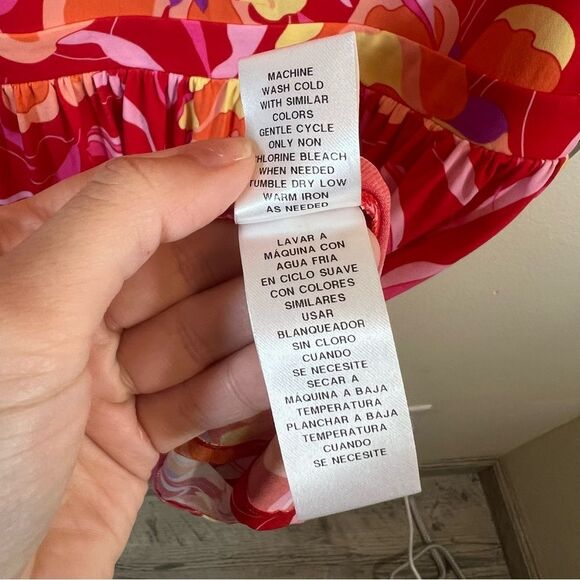 MACHINE
WASH COLD
WITH SIMILAR
COLORS
GENTLE CYCLE
ONLY NON
CHLORINE BLEACH
WHEN NEEDED
TUMBLE DRY LOW
WARM IRON
AS NEEDED
LAVAR A
MÁQUINA CON
AGUA FRIA
EN CICLO SUAVE
CON COLORES
SIMILARES
USAR
BLANQUEADOR
SIN CLORO
CUANDO
SE NECESITE
SECAR A
MÁQUINA A BAJA
TEMPERATURA
PLANCHAR A BAJA
TEMPERATURA
CUANDO
SE NECESITE